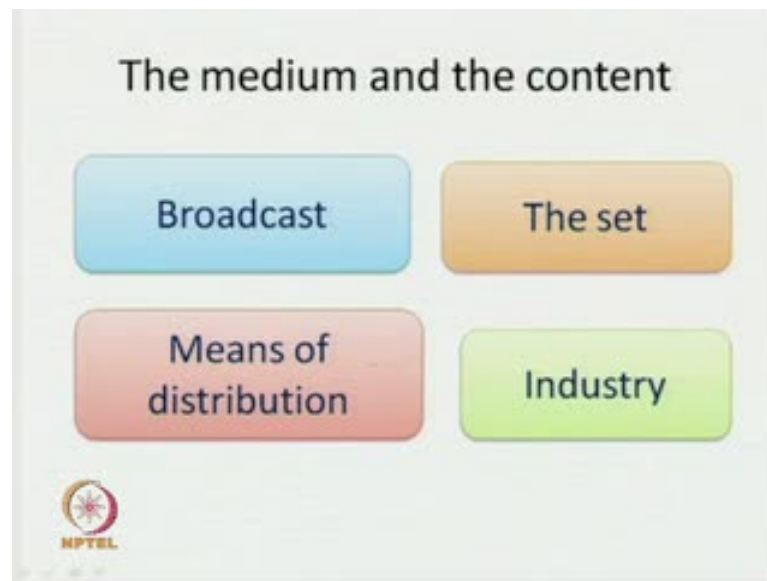 The medium and the content
Broadcast
The set
Means of
distribution
Industry
NPTEL